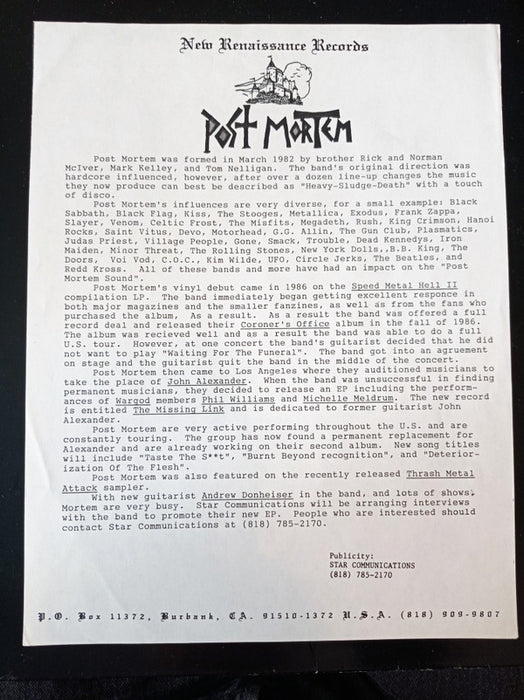 New Renaissance Records
POST MORTEM
Post Mortem was formed in March 1982 by brother Rick and Norman
McIver, Mark Kelley, and Tom Nelligan. The band's original direction was
hardcore influenced, however, after over a dozen line-up changes the music
they now produce can best be described as "Heavy-Sludge-Death" with a touch
of disco.
Post Mortem's influences are very diverse, for a small example: Black
Sabbath, Black Flag, Kiss, The Stooges, Metallica, Exodus, Frank Zappa,
Slayer, Venom, Celtic Frost, The Misfits, Megadeth, Rush, King Crimson, Hanoi
Rocks, Saint Vitus, Devo, Motorhead, G.G. Allin, The Gun Club, Plasmatics,
Judas Priest, Village People, Gone, Smack, Trouble, Dead Kennedys, Iron
Maiden, Minor Threat, The Rolling Stones, New York Dolls,.B.B. King, The
Doors, Voi Vod, C.O.C., Kim Wilde, UFO, Circle Jerks, The Beatles, and
Redd Kross. All of these bands and more have had an impact on the "Post
Mortem Sound".
Post Mortem's vinyl debut came in 1986 on the Speed Metal Hell II
compilation LP. The band immediately began getting excellent responce in
both major magazines and the smaller fanzines, as well as from the fans who
purchased the album, As a result. As a result the band was offered a full
record deal and released their Coroner's Office album in the fall of 1986.
The album was recieved well and as a result the band was able to do a full
U.S. tour. However, at one concert the band's guitarist decided that he did
not want to play "Waiting For The Funeral". The band got into an agruement
on stage and the guitarist quit the band in the middle of the concert.
Post Mortem then came to Los Angeles where they auditioned musicians to
take the place of John Alexander. When the band was unsuccessful in finding
permanent musicians, they decided to release an EP including the perform-
ances of Wargod members Phil Williams and Michelle Meldrum. The new record
is entitled The Missing Link and is dedicated to former guitarist John
Alexander.
Post Mortem are very active performing throughout the U.S. and are
constantly touring. The group has now found a permanent replacement for
Alexander and are already working on their second album. New song titles
will include "Taste The S**t", "Burnt Beyond recognition", and "Deterior-
ization Of The Flesh".
Post Mortem was also featured on the recently released Thrash Metal
Attack sampler.
With new guitarist Andrew Donheiser in the band, and lots of shows,
Mortem are very busy. Star Communications will be arranging interviews
with the band to promote their new EP. People who are interested should
contact Star Communications at (818) 785-2170.
Publicity:
STAR COMMUNICATIONS
(818) 785-2170
P.O. Box 11372, Burbank, CA. 91510-1372 U.S.A. (818) 909-9807